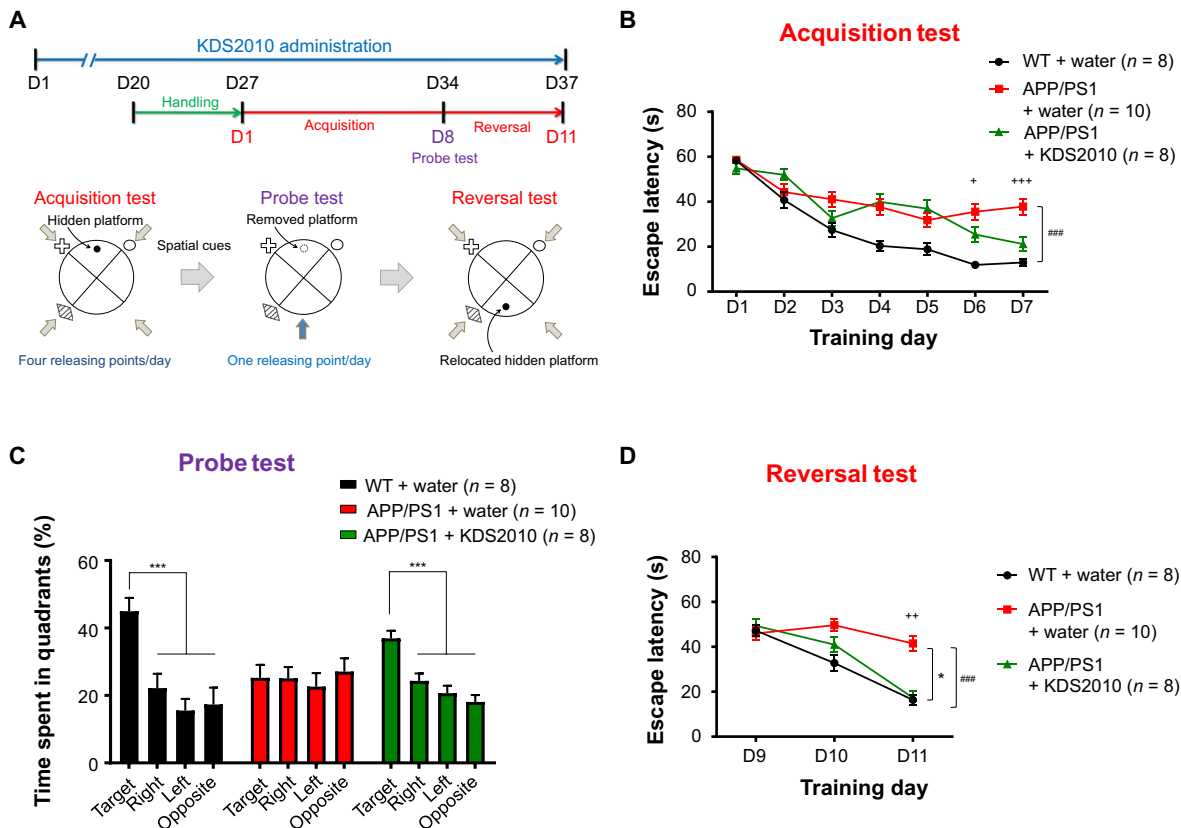 A
KDS2010 administration
D1
D20
D27
D34
D37
Handling
Acquisition
Reversal
D1
D8
D11
Probe test
Acquisition test
Probe test
Reversal test
Hidden platform
Removed platform
Spatial cues
Four releasing points/day
One releasing point/day
Relocated hidden platform
B
Acquisition test
WT + water (n = 8)
APP/PS1
+ water (n = 10)
APP/PS1
+ KDS2010 (n = 8)
Escape latency (s)
80
60
40
20
0
+
+++
###
D1
D2
D3
D4
D5
D6
D7
Training day
C
Probe test
WT + water (n = 8)
APP/PS1 + water (n = 10)
APP/PS1 + KDS2010 (n = 8)
Time spent in quadrants (%)
60
40
20
0
***
***
Target
Right
Left
Opposite
Target
Right
Left
Opposite
Target
Right
Left
Opposite
D
Reversal test
WT + water (n = 8)
APP/PS1
+ water (n = 10)
APP/PS1
+ KDS2010 (n = 8)
Escape latency (s)
80
60
40
20
0
++
*
###
D9
D10
D11
Training day